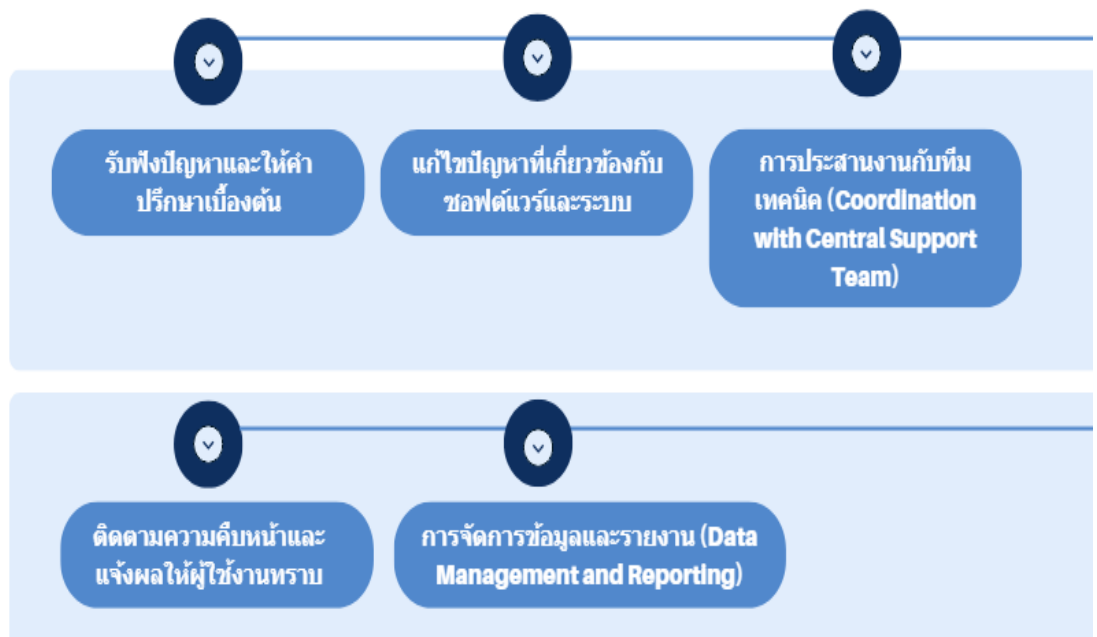 รับฟังปัญหาและให้คำ
ปรึกษาเบื้องต้น
แก้ไขปัญหาที่เกี่ยวข้องกับ
ซอฟต์แวร์และระบบ
การประสานงานกับทีม
เทคนิค (Coordination
with Central Support
Team)
ติดตามความคืบหน้าและ
แจ้งผลให้ผู้ใช้งานทราบ
การจัดการข้อมูลและรายงาน (Data
Management and Reporting)